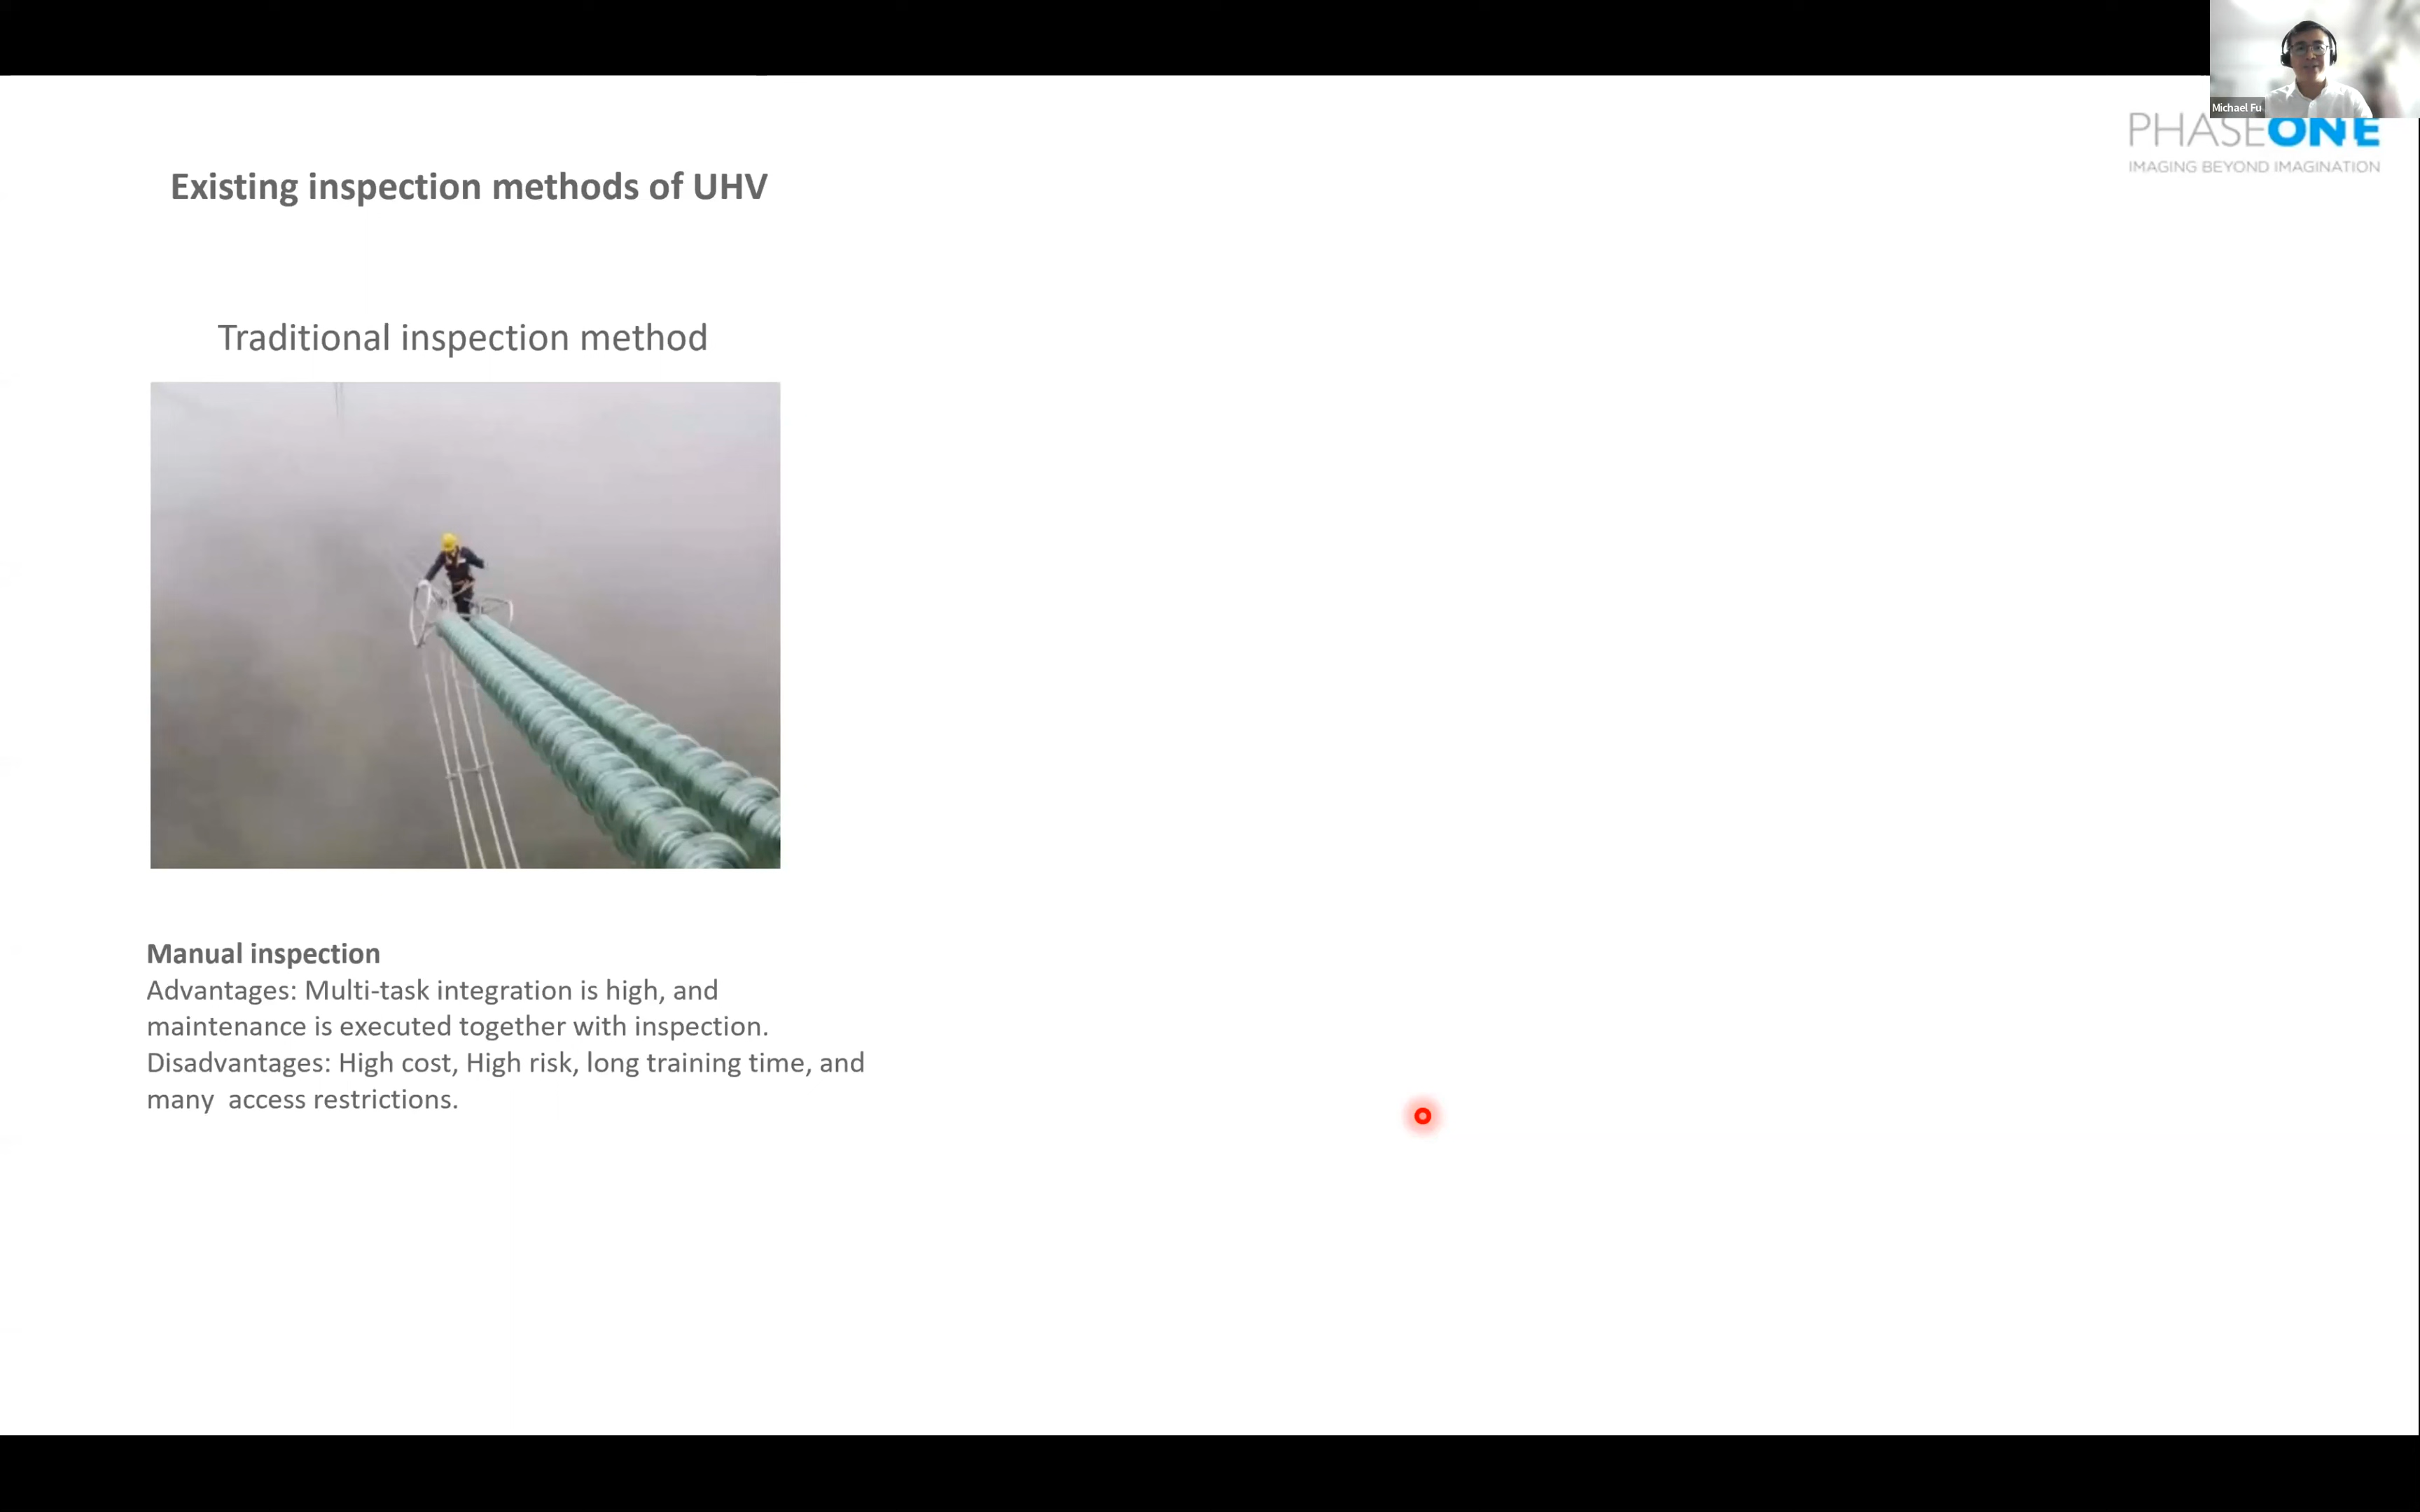 Michael Fu
PHASEONE
IMAGING BEYOND IMAGINATION
Existing inspection methods of UHV
Traditional inspection method
Manual inspection
Advantages: Multi-task integration is high, and
maintenance is executed together with inspection.
Disadvantages: High cost, High risk, long training time, and
many  access restrictions.